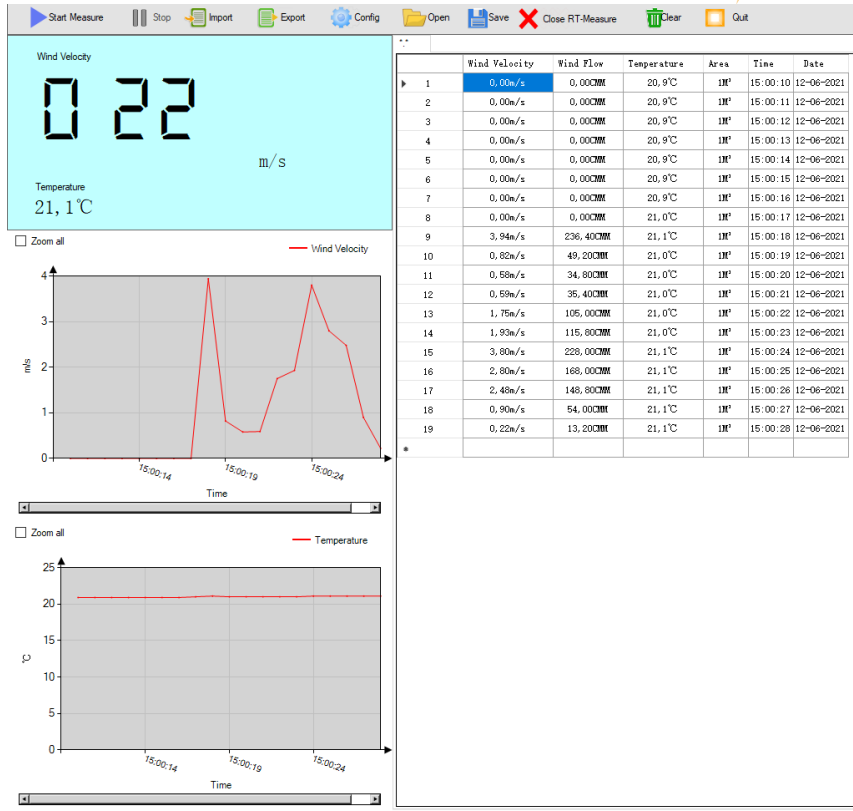 Start Measure Stop Import Export Config Open Save Close RT-Measure Clear Quit
Wind Velocity
0 22
m/s
Temperature
21,1℃
Zoom all
Wind Velocity
4
3
2
1
0
m/s
15:00:14 15:00:19 15:00:24
Time
Zoom all
Temperature
25
20
15
10
5
0
℃
15:00:14 15:00:19 15:00:24
Time
Wind Velocity Wind Flow Temperature Area Time Date
1 0,00m/s 0,00CMM 20,9℃ 1M² 15:00:10 12-06-2021
2 0,00m/s 0,00CMM 20,9℃ 1M² 15:00:11 12-06-2021
3 0,00m/s 0,00CMM 20,9℃ 1M² 15:00:12 12-06-2021
4 0,00m/s 0,00CMM 20,9℃ 1M² 15:00:13 12-06-2021
5 0,00m/s 0,00CMM 20,9℃ 1M² 15:00:14 12-06-2021
6 0,00m/s 0,00CMM 20,9℃ 1M² 15:00:15 12-06-2021
7 0,00m/s 0,00CMM 20,9℃ 1M² 15:00:16 12-06-2021
8 0,00m/s 0,00CMM 21,0℃ 1M² 15:00:17 12-06-2021
9 3,94m/s 236,40CMM 21,1℃ 1M² 15:00:18 12-06-2021
10 0,82m/s 49,20CMM 21,0℃ 1M² 15:00:19 12-06-2021
11 0,58m/s 34,80CMM 21,0℃ 1M² 15:00:20 12-06-2021
12 0,59m/s 35,40CMM 21,0℃ 1M² 15:00:21 12-06-2021
13 1,75m/s 105,00CMM 21,0℃ 1M² 15:00:22 12-06-2021
14 1,93m/s 115,80CMM 21,0℃ 1M² 15:00:23 12-06-2021
15 3,80m/s 228,00CMM 21,1℃ 1M² 15:00:24 12-06-2021
16 2,80m/s 168,00CMM 21,1℃ 1M² 15:00:25 12-06-2021
17 2,48m/s 148,80CMM 21,1℃ 1M² 15:00:26 12-06-2021
18 0,90m/s 54,00CMM 21,1℃ 1M² 15:00:27 12-06-2021
19 0,22m/s 13,20CMM 21,1℃ 1M² 15:00:28 12-06-2021